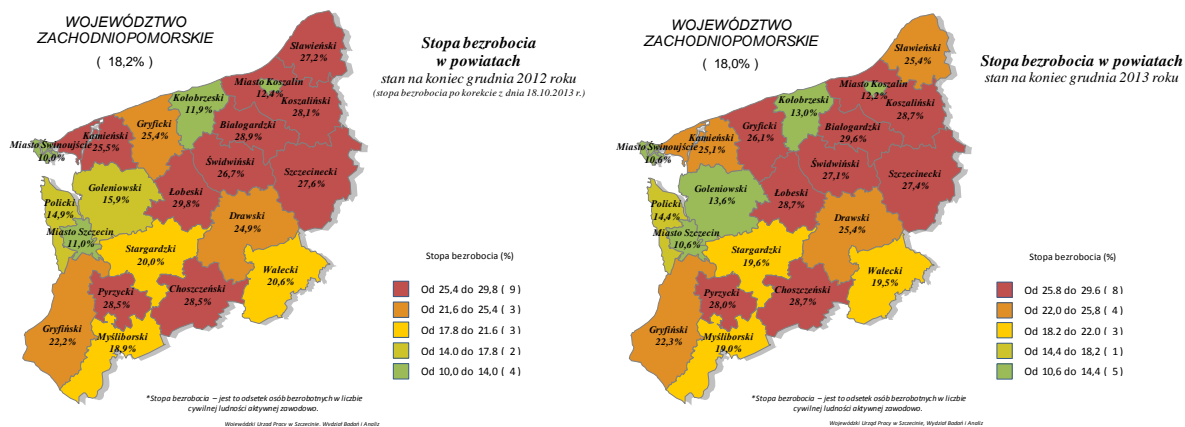 WOJEWÓDZTWO
ZACHODNIOPOMORSKIE
( 18,2%)
Stopa bezrobocia
w powiatach
stan na koniec grudnia 2012 roku
(stopa bezrobocia po korekcie z dnia 18.10.2013 r.)
Sławieński
27,2%
Miasto Koszalin
12,4%
Kołobrzeski
11,9%
Koszaliński
28,1%
Gryficki
25,4%
Białogardzki
28,9%
Kamieński
25,5%
Miasto Świnoujście
10,0%
Świdwiński
26,7%
Szczecinecki
27,6%
Goleniowski
15,9%
Łobeski
29,8%
Policki
14,9%
Drawski
24,9%
Miasto Szczecin
11,0%
Stargardzki
20,0%
Wałecki
20,6%
Pyrzycki
28,5%
Choszczeński
28,5%
Gryfiński
22,2%
Myśliborski
18,9%
Stopa bezrobocia (%)
Od 25,4 do 29,8 ( 9)
Od 21,6 do 25,4 ( 3)
Od 17.8 do 21.6 ( 3)
Od 14.0 do 17.8 ( 2)
Od 10,0 do 14,0 ( 4)
*Stopa bezrobocia – jest to odsetek osób bezrobotnych w liczbie
cywilnej ludności aktywnej zawodowo.
Wojewódzki Urząd Pracy w Szczecinie. Wydział Badań i Analiz
WOJEWÓDZTWO
ZACHODNIOPOMORSKIE
( 18,0%)
Stopa bezrobocia w powiatach
stan na koniec grudnia 2013 roku
Sławieński
25,4%
Miasto Koszalin
12,2%
Kołobrzeski
13,0%
Koszaliński
28,7%
Gryficki
26,1%
Białogardzki
29,6%
Kamieński
25,1%
Miasto Świnoujście
10,6%
Świdwiński
27,1%
Szczecinecki
27,4%
Goleniowski
13,6%
Łobeski
28,7%
Policki
14,4%
Drawski
25,4%
Miasto Szczecin
10,6%
Stargardzki
19,6%
Wałecki
19,5%
Pyrzycki
28,0%
Choszczeński
28,7%
Gryfiński
22,3%
Myśliborski
19,0%
Stopa bezrobocia (%)
Od 25.8 do 29.6 ( 8)
Od 22,0 do 25,8 ( 4)
Od 18.2 do 22.0 ( 3)
Od 14,4 do 18,2 ( 1)
Od 10,6 do 14,4 ( 5)
*Stopa bezrobocia – jest to odsetek osób bezrobotnych w liczbie
cywilnej ludności aktywnej zawodowo.
Wojewódzki Urząd Pracy w Szczecinie, Wydział Badań i Analiz